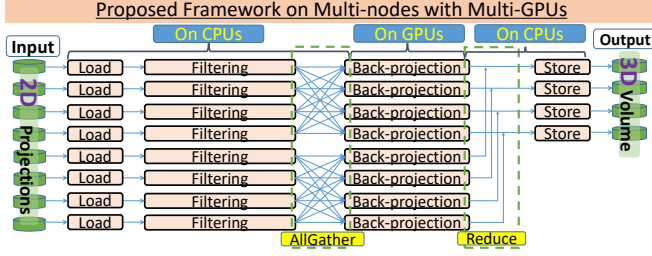 Proposed Framework on Multi-nodes with Multi-GPUs
Input
On CPUs
On GPUs
On CPUs
Output
2D Projections
Load
Filtering
Back-projection
Store
3D Volume
Load
Filtering
Back-projection
Store
Load
Filtering
Back-projection
Store
Load
Filtering
Back-projection
Store
Load
Filtering
Back-projection
Load
Filtering
Back-projection
Load
Filtering
Back-projection
Load
Filtering
Back-projection
AllGather
Reduce